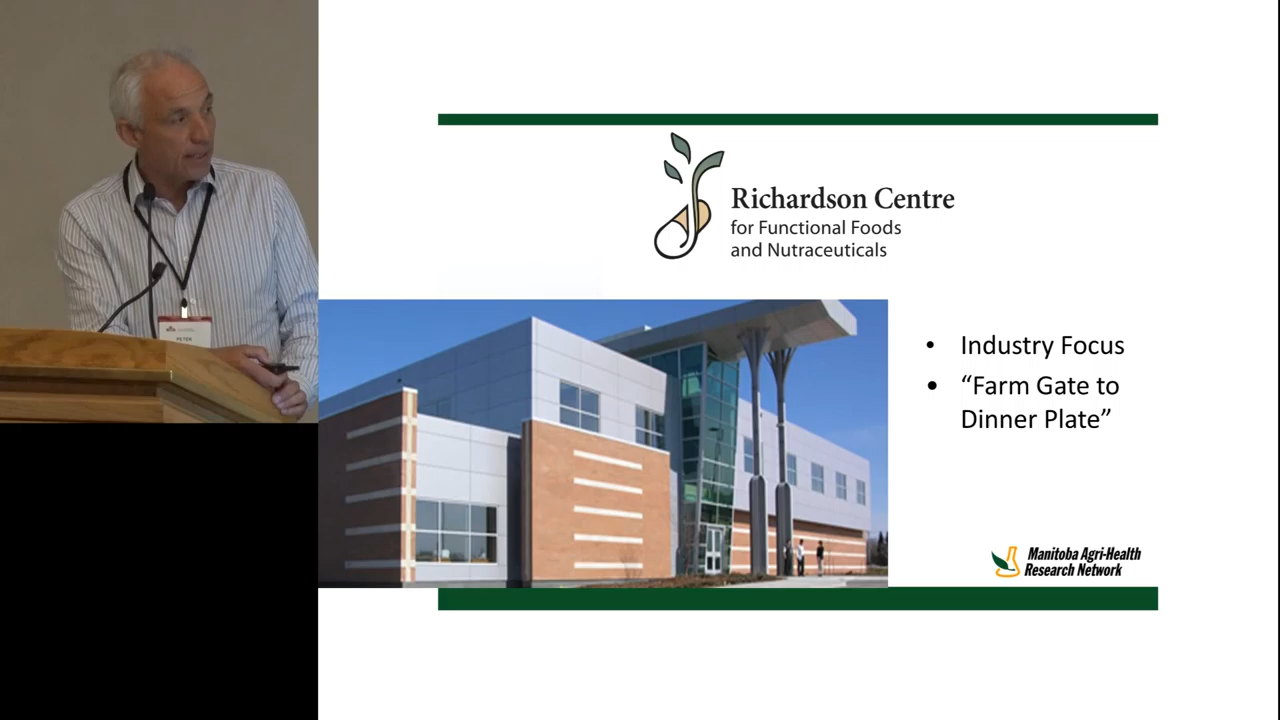 Richardson Centre
for Functional Foods
and Nutraceuticals
• Industry Focus
• “Farm Gate to
Dinner Plate”
Manitoba Agri-Health
Research Network
PETER